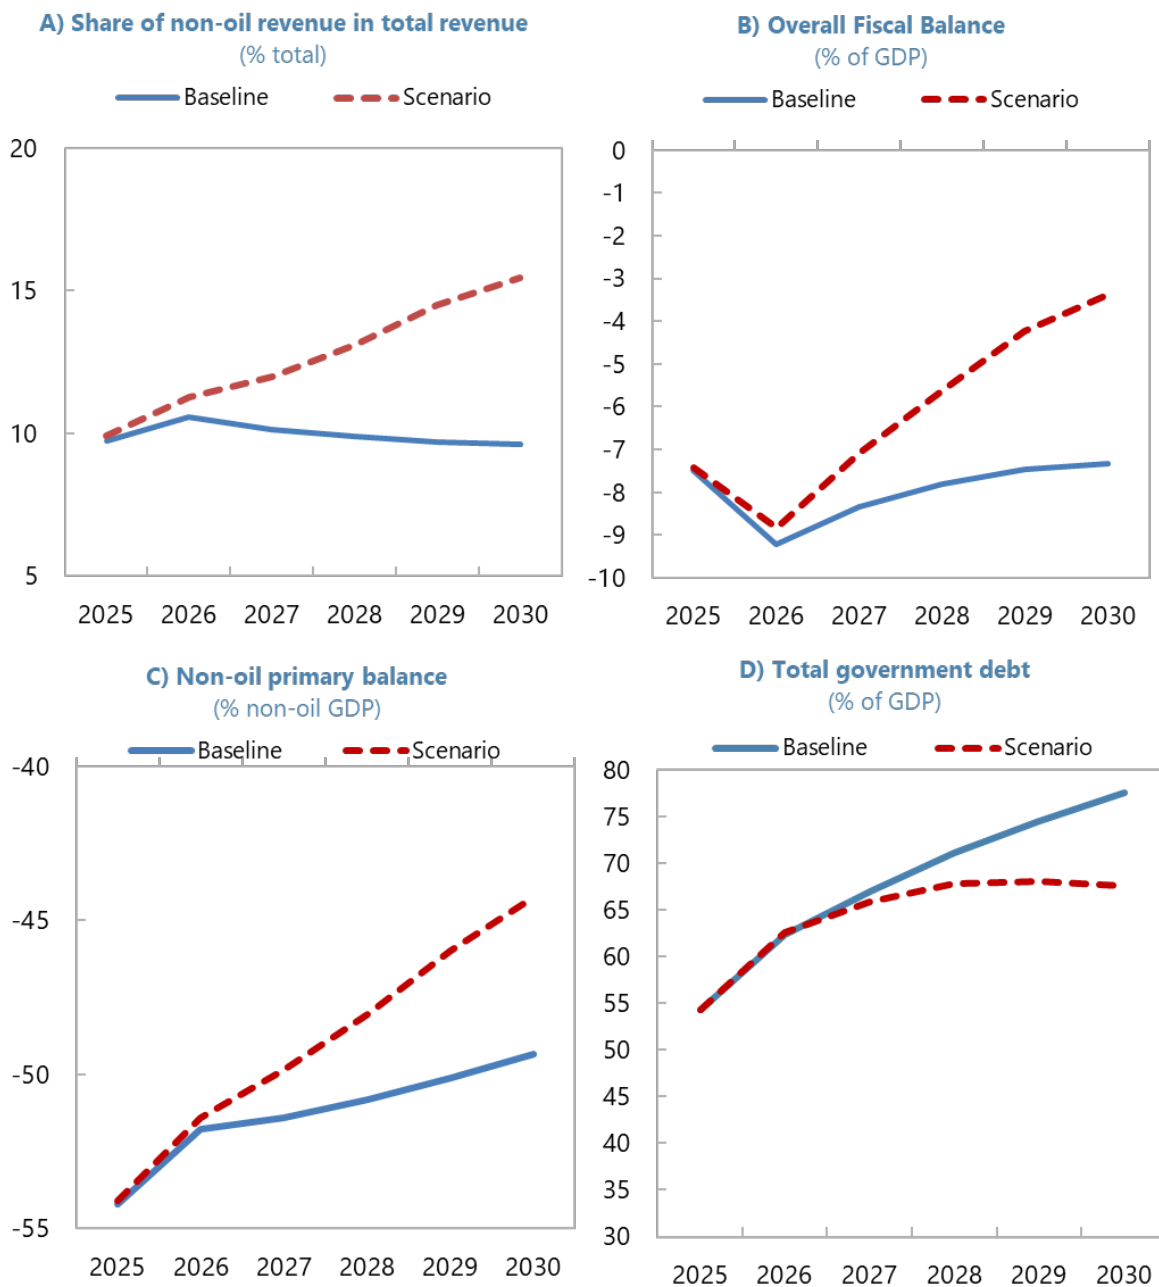 A) Share of non-oil revenue in total revenue
(% total)
Baseline
Scenario
20
15
10
5
2025 2026 2027 2028 2029 2030
B) Overall Fiscal Balance
(% of GDP)
Baseline
Scenario
0
-1
-2
-3
-4
-5
-6
-7
-8
-9
-10
2025 2026 2027 2028 2029 2030
C) Non-oil primary balance
(% non-oil GDP)
Baseline
Scenario
-40
-45
-50
-55
2025 2026 2027 2028 2029 2030
D) Total government debt
(% of GDP)
Baseline
Scenario
80
75
70
65
60
55
50
45
40
35
30
2025 2026 2027 2028 2029 2030